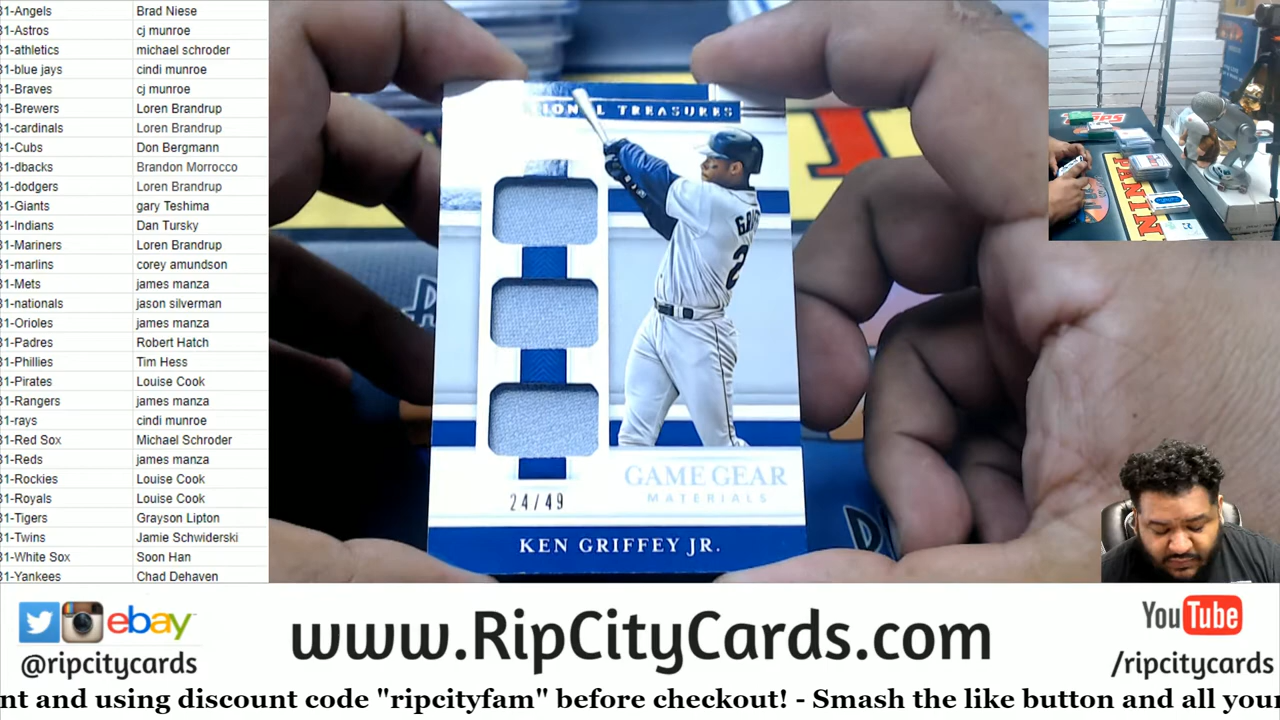 31-Angels Brad Niese
31-Astros cj munroe
31-athletics michael schroder
31-blue jays cindi munroe
31-Braves cj munroe
31-Brewers Loren Brandrup
31-cardinals Loren Brandrup
31-Cubs Don Bergmann
31-dbacks Brandon Morrocco
31-dodgers Loren Brandrup
31-Giants gary Teshima
31-Indians Dan Tursky
31-Mariners Loren Brandrup
31-marlins corey amundson
31-Mets james manza
31-nationals jason silverman
31-Orioles james manza
31-Padres Robert Hatch
31-Phillies Tim Hess
31-Pirates Louise Cook
31-Rangers james manza
31-rays cindi munroe
31-Red Sox Michael Schroder
31-Reds james manza
31-Rockies Louise Cook
31-Royals Louise Cook
31-Tigers Grayson Lipton
31-Twins Jamie Schwiderski
31-White Sox Soon Han
31-Yankees Chad Dehaven
IONAL TREASURES
2
GAME GEAR
MATERIALS
24/49
KEN GRIFFEY JR.
TOPPS
PANINI
ebay
@ripcitycards
www.RipCityCards.com
YouTube
/ripcitycards
nt and using discount code "ripcityfam" before checkout! - Smash the like button and all your